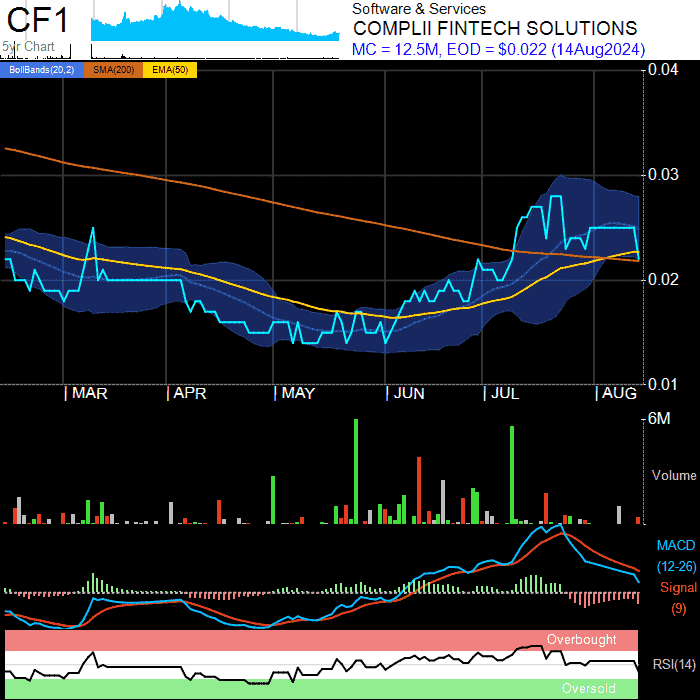 CF1
5yr Chart
Software & Services
COMPLII FINTECH SOLUTIONS
MC = 12.5M, EOD = $0.022 (14Aug2024)
BollBands(20,2) SMA(200) EMA(50)
0.04
0.03
0.02
0.01
| MAR | APR | MAY | JUN | JUL | AUG
6M
Volume
MACD
(12-26)
Signal
(9)
Overbought
RSI(14)
Oversold